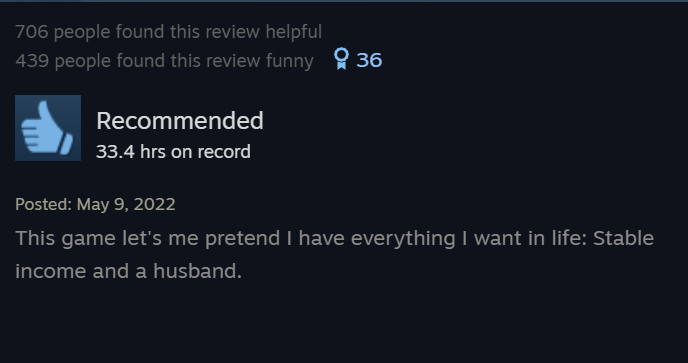 706 people found this review helpful
439 people found this review funny 36
Recommended
33.4 hrs on record
Posted: May 9, 2022
This game let's me pretend I have everything I want in life: Stable
income and a husband.